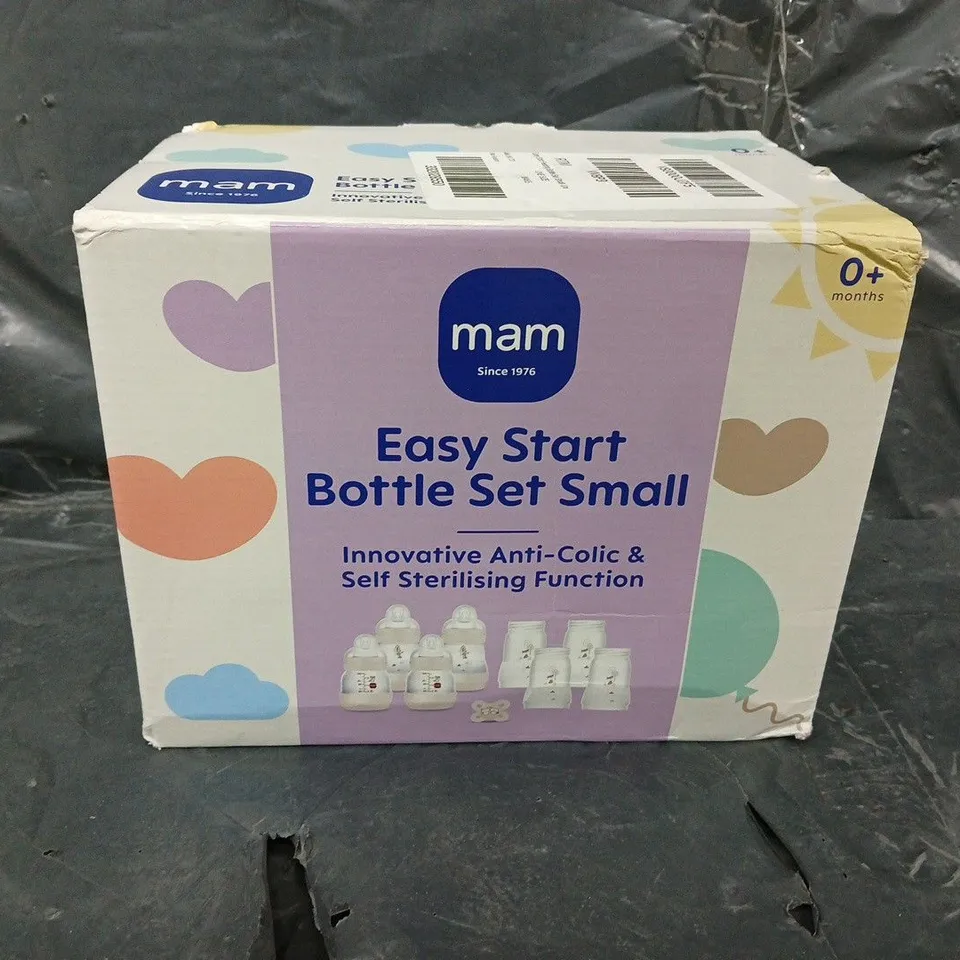 mam
Since 1976
Easy S
Bottle
Innovative
Self Sterilis
0+
mam
Since 1976
0+
months
Easy Start
Bottle Set Small
Innovative Anti-Colic &
Self Sterilising Function